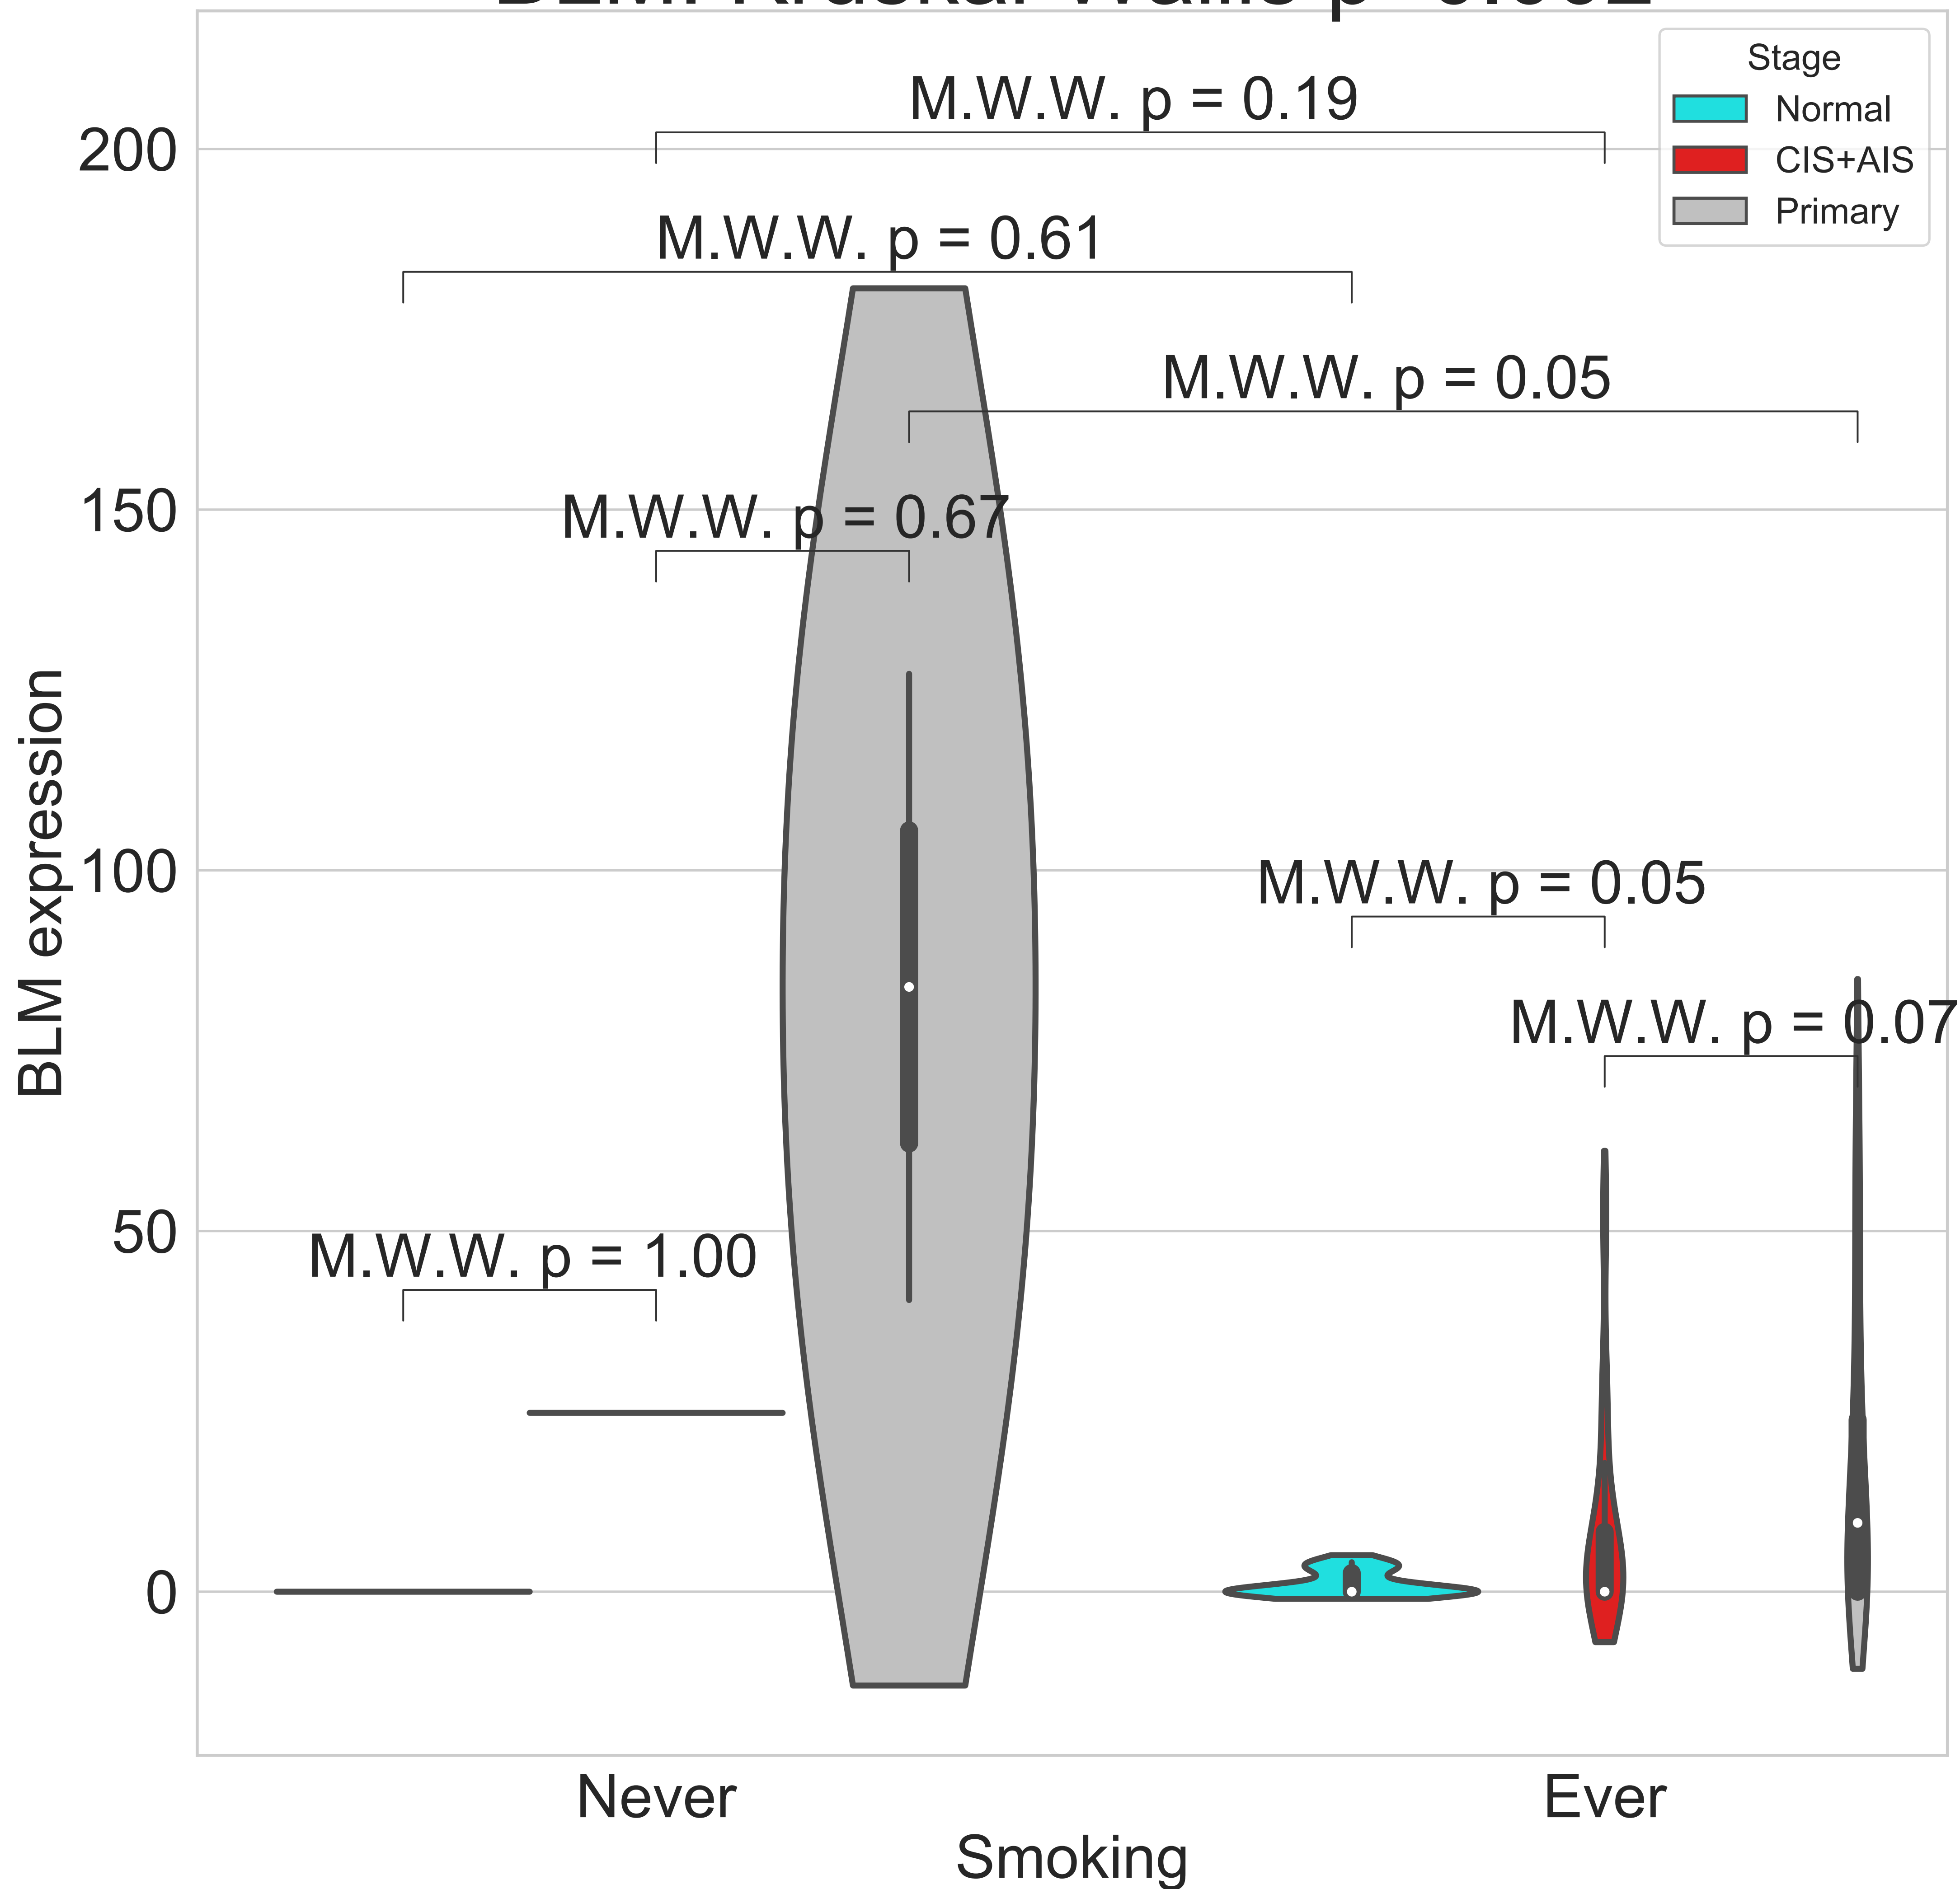 Stage
Normal
CIS+AIS
Primary
M.W.W. p = 0.19
M.W.W. p = 0.61
M.W.W. p = 0.05
M.W.W. p = 0.67
M.W.W. p = 0.05
M.W.W. p = 0.07
M.W.W. p = 1.00
200
150
100
50
0
BLM expression
Never
Ever
Smoking